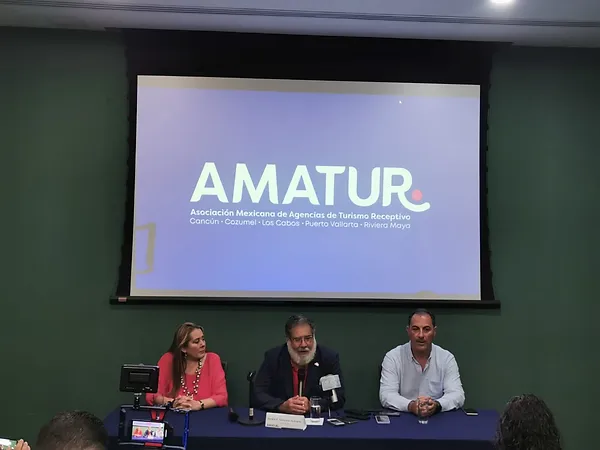 AMATUR
Asociación Mexicana de Agencias de Turismo Receptivo
Cancún • Cozumel • Los Cabos • Puerto Vallarta • Riviera Maya